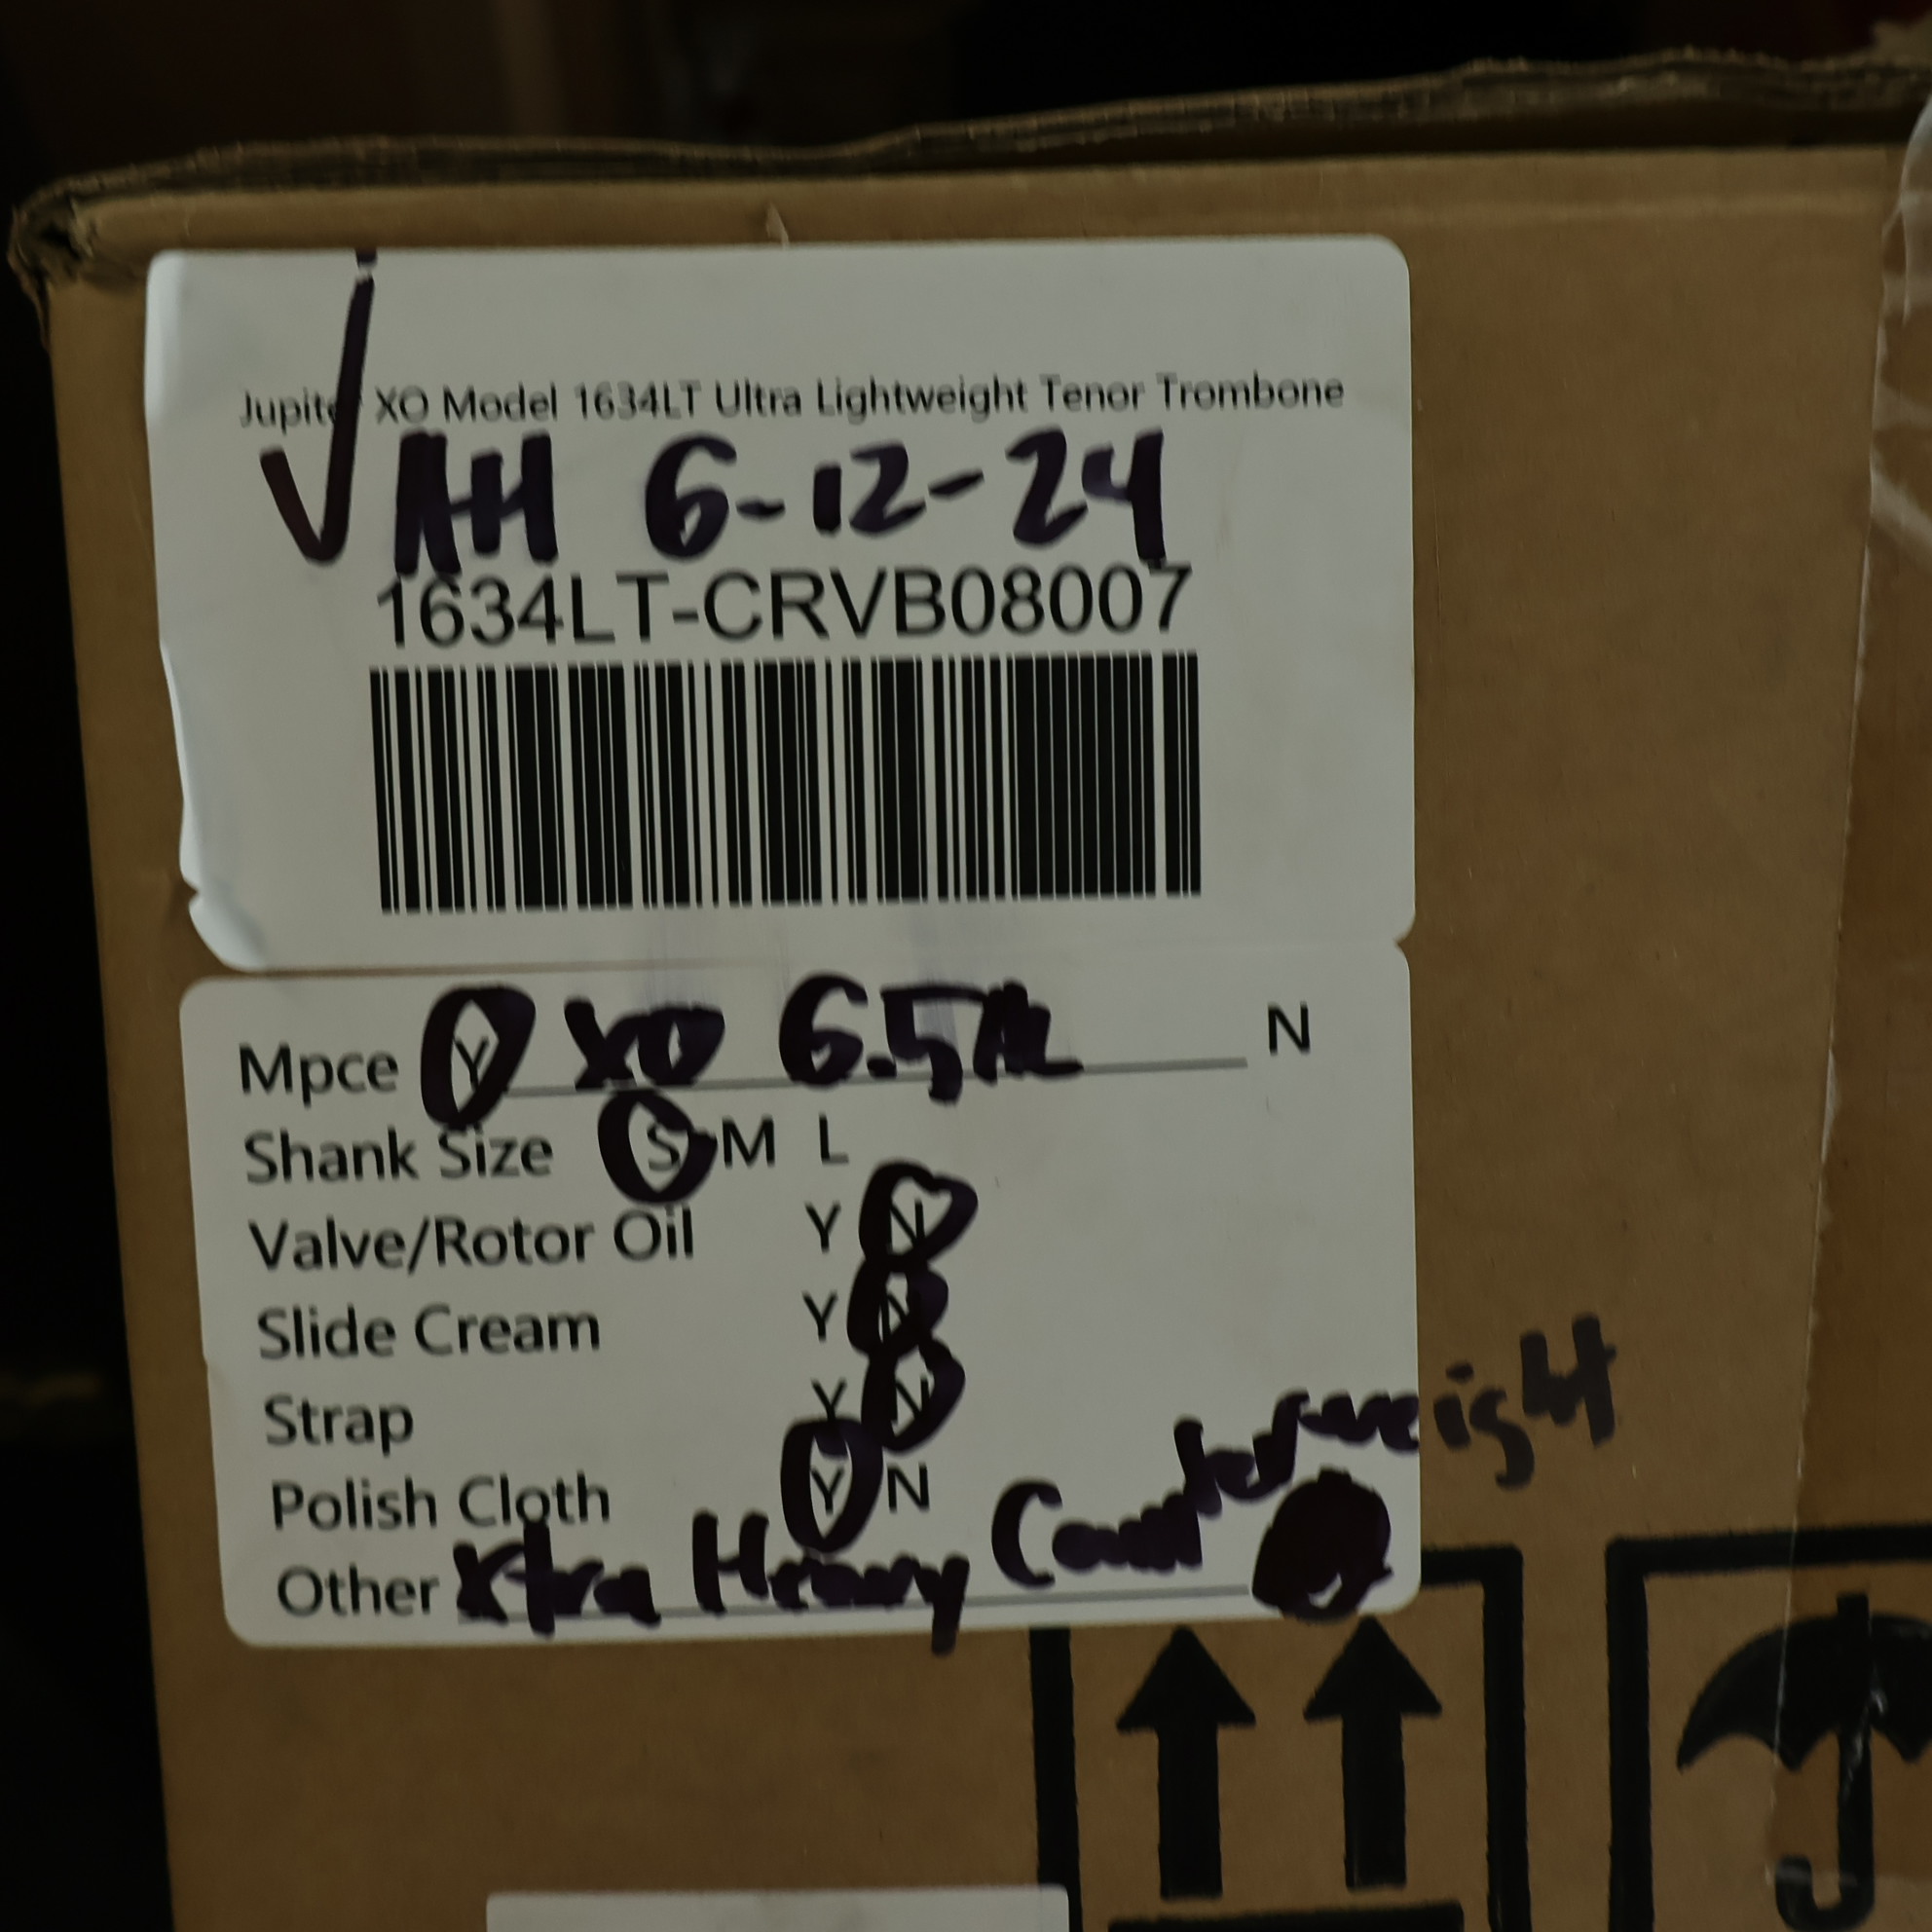 Jupiter XO Model 1634LT Ultra Lightweight Tenor Trombone
AH 6-12-24
1634LT-CRVB08007
Mpce Y XO 6.5AL N
Shank Size S M L
Valve/Rotor Oil Y N
Slide Cream Y N
Strap Y N
Polish Cloth Y N
Other Xtra Heavy Counterweight